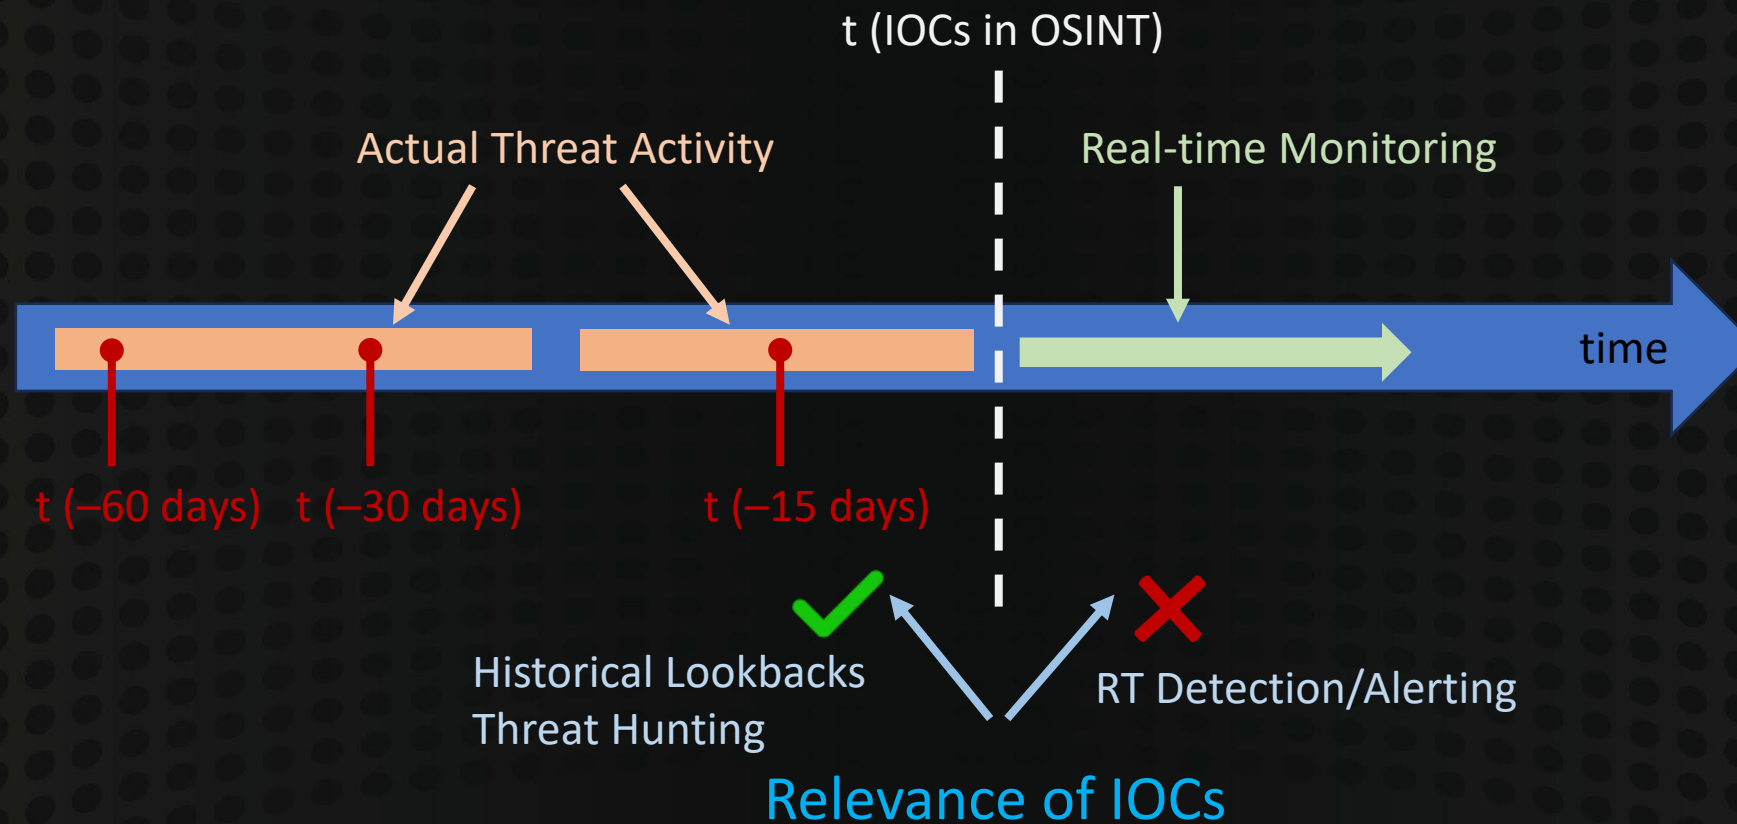 t (IOCs in OSINT)
Actual Threat Activity
Real-time Monitoring
time
t (–60 days)
t (–30 days)
t (–15 days)
Historical Lookbacks
Threat Hunting
RT Detection/Alerting
Relevance of IOCs